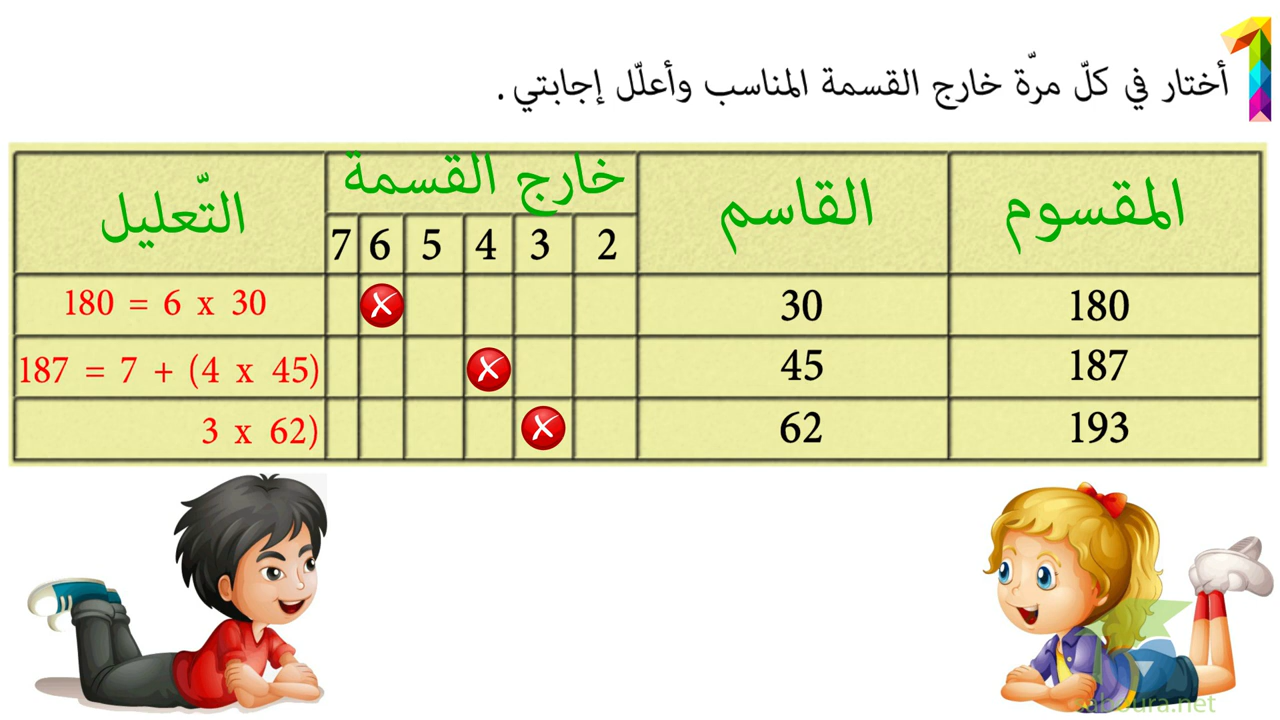 1
أختار في كلّ مرّة خارج القسمة المناسب وأعلّل إجابتي .
المقسوم القاسم خارج القسمة التّعليل
2 3 4 5 6 7
180 30 180 = 6 x 30
187 45 187 = 7 + (4 x 45)
193 62 3 x 62)